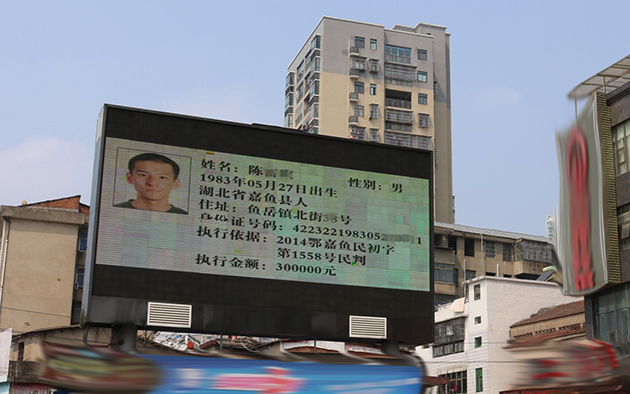 姓名：陈 性别：男
1983年05月27日出生
湖北省嘉鱼县人
住址：鱼岳镇北街 号
身份证号码：4223221983052 11
执行依据：2014鄂嘉鱼民初字
第1558号民判
执行金额：300000元